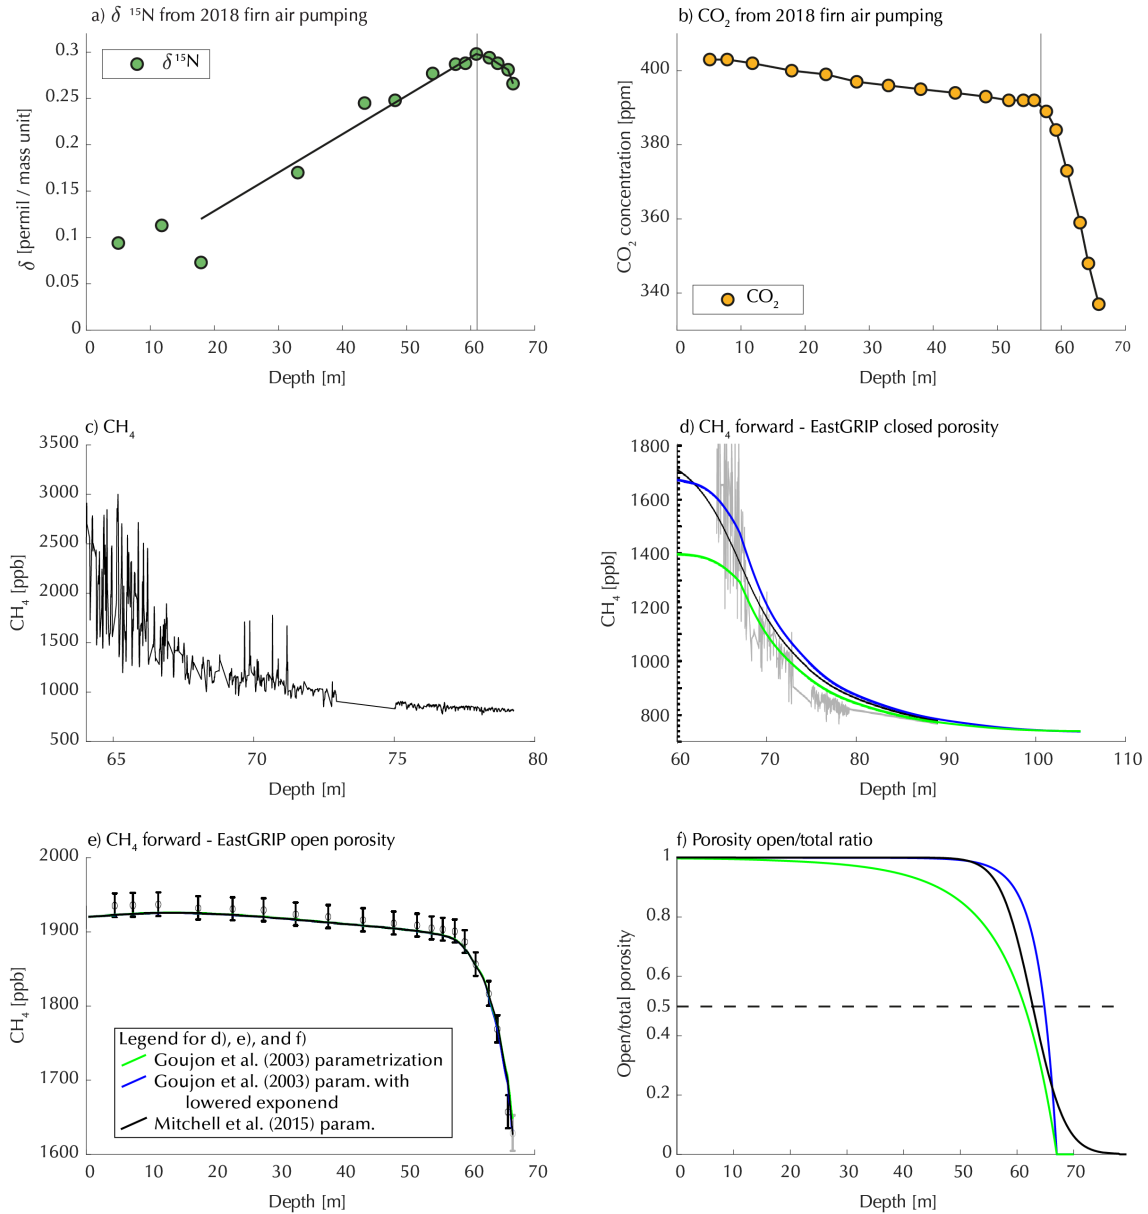 a) δ ¹⁵N from 2018 firn air pumping
δ [permil / mass unit]
0.3
0.25
0.2
0.15
0.1
0.05
0
δ ¹⁵N
0 10 20 30 40 50 60 70
Depth [m]
b) CO₂ from 2018 firn air pumping
CO₂ concentration [ppm]
400
380
360
340
CO₂
0 10 20 30 40 50 60 70
Depth [m]
c) CH₄
CH₄ [ppb]
3500
3000
2500
2000
1500
1000
500
65 70 75 80
Depth [m]
d) CH₄ forward - EastGRIP closed porosity
CH₄ [ppb]
1800
1600
1400
1200
1000
800
60 70 80 90 100 110
Depth [m]
e) CH₄ forward - EastGRIP open porosity
CH₄ [ppb]
2000
1900
1800
1700
1600
Legend for d), e), and f)
Goujon et al. (2003) parametrization
Goujon et al. (2003) param. with
lowered exponend
Mitchell et al. (2015) param.
0 10 20 30 40 50 60 70
Depth [m]
f) Porosity open/total ratio
Open/total porosity
1
0.8
0.6
0.5
0.4
0.2
0
0 10 20 30 40 50 60 70
Depth [m]